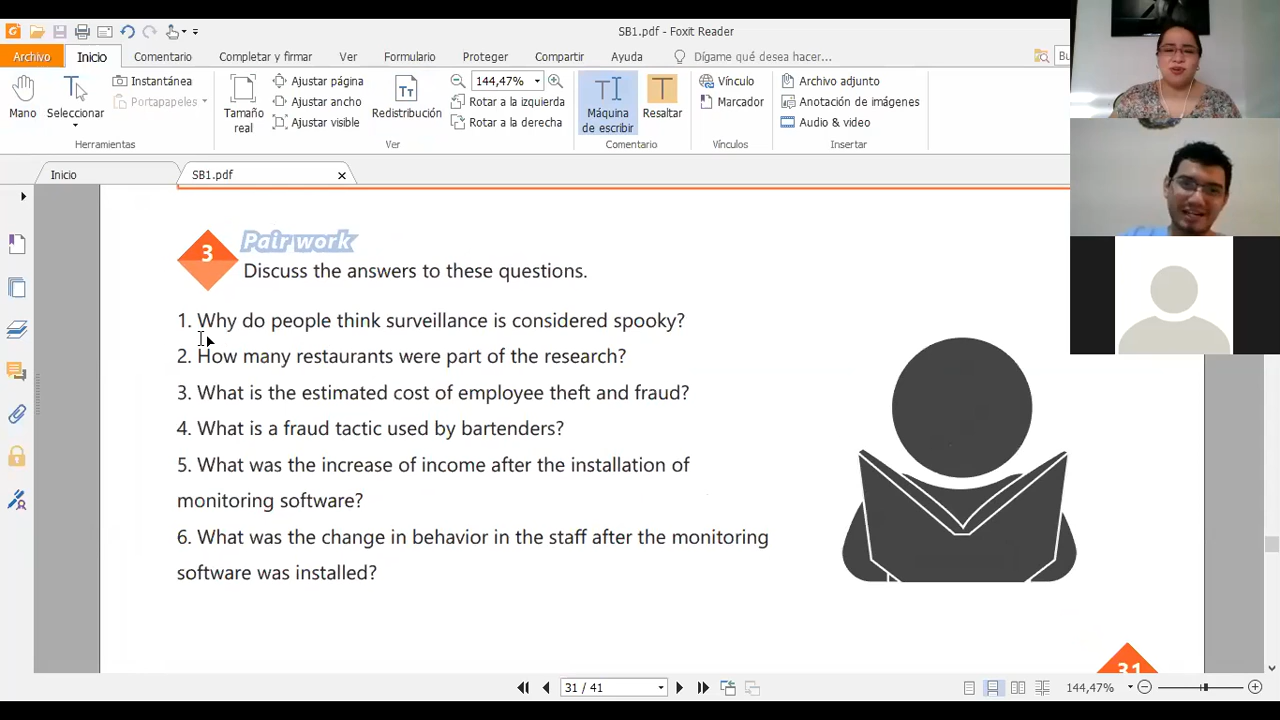 SB1.pdf - Foxit Reader
Archivo Inicio Comentario Completar y firmar Ver Formulario Proteger Compartir Ayuda Dígame qué desea hacer...
Mano
Seleccionar
Instantánea
Portapapeles
Herramientas
Tamaño real
Ajustar página
Ajustar ancho
Ajustar visible
Redistribución
144,47%
Rotar a la izquierda
Rotar a la derecha
Ver
Máquina de escribir
Resaltar
Comentario
Vínculo
Marcador
Vínculos
Archivo adjunto
Anotación de imágenes
Audio & video
Insertar
Inicio SB1.pdf
3 Pair work
Discuss the answers to these questions.
1. Why do people think surveillance is considered spooky?
2. How many restaurants were part of the research?
3. What is the estimated cost of employee theft and fraud?
4. What is a fraud tactic used by bartenders?
5. What was the increase of income after the installation of
monitoring software?
6. What was the change in behavior in the staff after the monitoring
software was installed?
31
31 / 41
144,47%